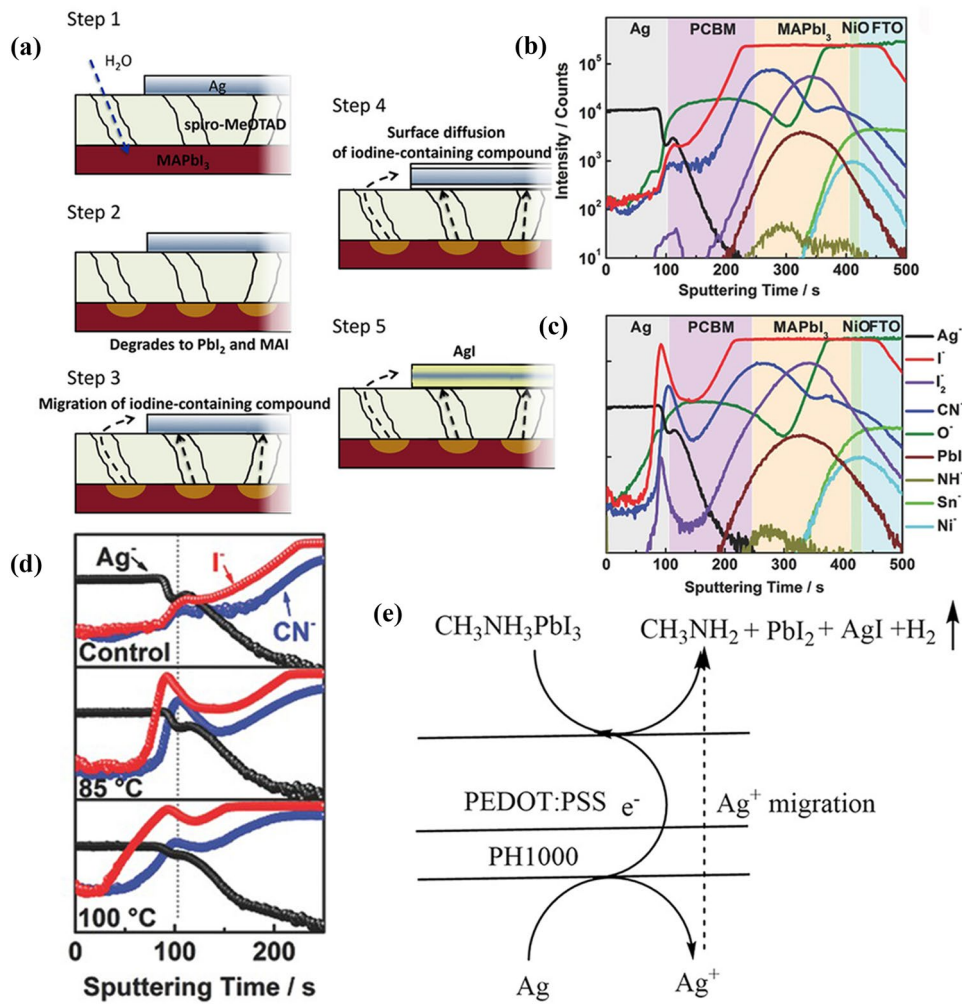 (a)
Step 1
H₂O
Ag
spiro-MeOTAD
MAPbI₃
Step 2
Degrades to PbI₂ and MAI
Step 3
Migration of iodine-containing compound
Step 4
Surface diffusion
of iodine-containing compound
Step 5
AgI
(b)
Ag
PCBM
MAPbI₃
NiO
FTO
Intensity / Counts
10⁵
10⁴
10³
10²
10¹
0 100 200 300 400 500
Sputtering Time / s
(c)
Ag
PCBM
MAPbI₃
NiO
FTO
0 100 200 300 400 500
Sputtering Time / s
Ag⁻
I⁻
I₂⁻
CN⁻
O⁻
PbI
NH⁻
Sn⁻
Ni⁻
(d)
Ag⁻
I⁻
CN⁻
Control
85 °C
100 °C
0 100 200
Sputtering Time / s
(e)
CH₃NH₃PbI₃
CH₃NH₂ + PbI₂ + AgI +H₂
PEDOT:PSS e⁻
Ag⁺ migration
PH1000
Ag
Ag⁺